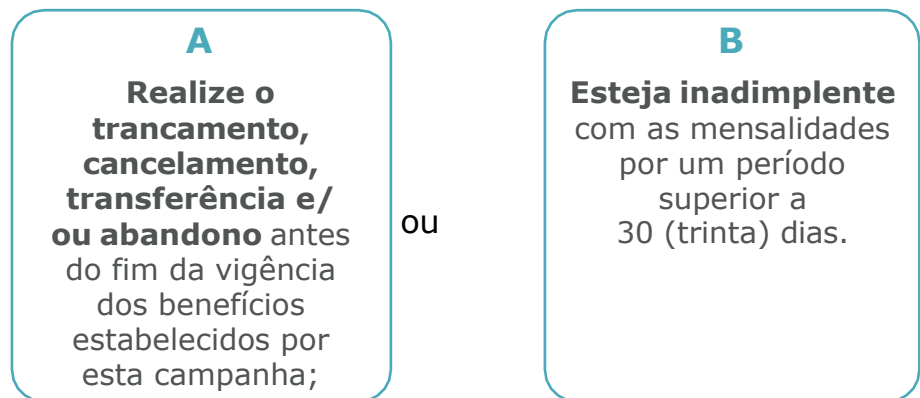 A
Realize o
trancamento,
cancelamento,
transferência e/
ou abandono antes
do fim da vigência
dos benefícios
estabelecidos por
esta campanha;
ou
B
Esteja inadimplente
com as mensalidades
por um período
superior a
30 (trinta) dias.